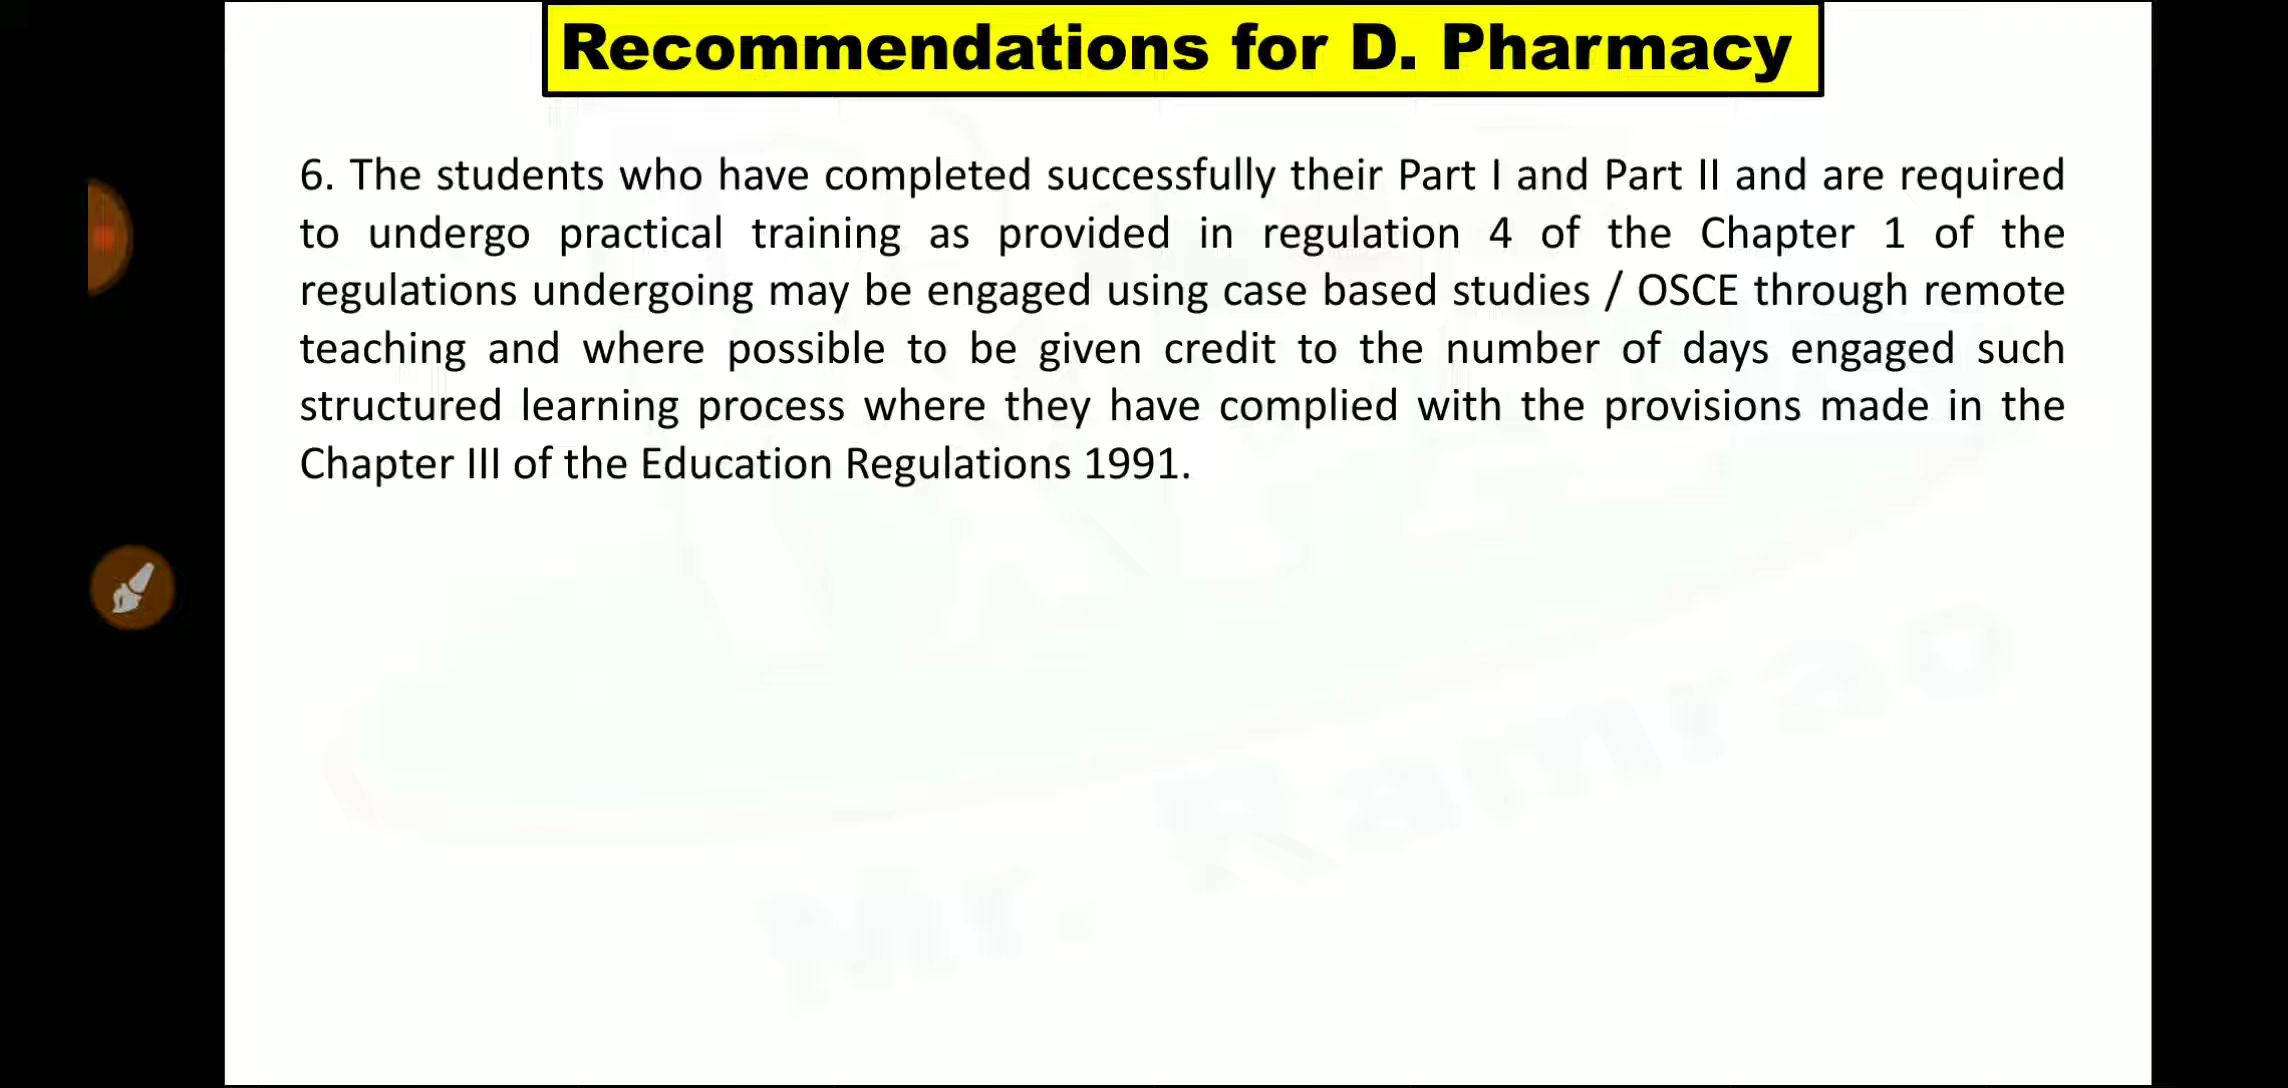 Recommendations for D. Pharmacy
6. The students who have completed successfully their Part I and Part II and are required
to undergo practical training as provided in regulation 4 of the Chapter 1 of the
regulations undergoing may be engaged using case based studies / OSCE through remote
teaching and where possible to be given credit to the number of days engaged such
structured learning process where they have complied with the provisions made in the
Chapter III of the Education Regulations 1991.
Mr. Ramrao